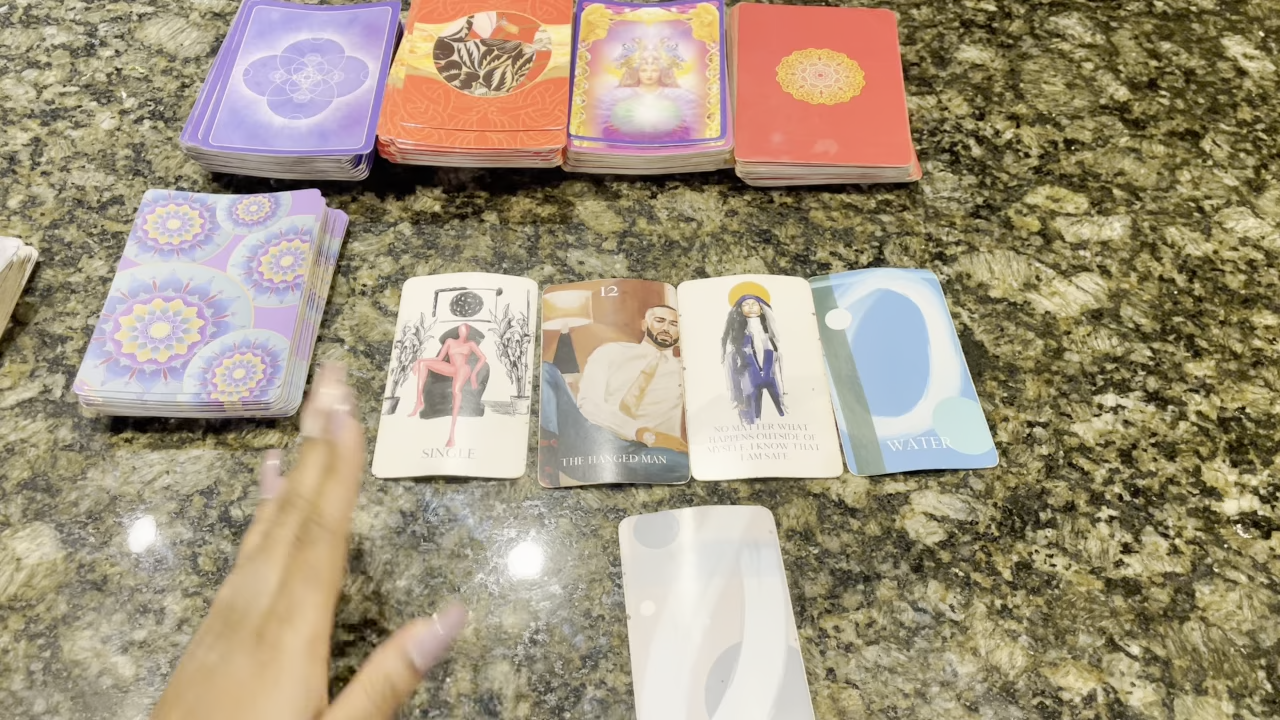 SINGLE
12
THE HANGED MAN
NO MATTER WHAT
HAPPENS OUTSIDE OF
MYSELF, I KNOW THAT
I AM SAFE.
WATER